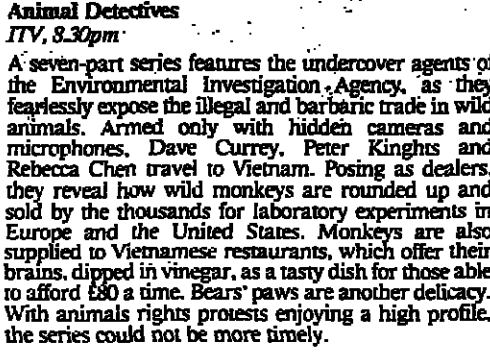 Animal Detectives
ITV, 8.30pm
A seven-part series features the undercover agents of
the Environmental Investigation Agency, as they
fearlessly expose the illegal and barbaric trade in wild
animals. Armed only with hidden cameras and
microphones, Dave Currey, Peter Kinghts and
Rebecca Chen travel to Vietnam. Posing as dealers,
they reveal how wild monkeys are rounded up and
sold by the thousands for laboratory experiments in
Europe and the United States. Monkeys are also
supplied to Vietnamese restaurants, which offer their
brains, dipped in vinegar, as a tasty dish for those able
to afford £80 a time. Bears' paws are another delicacy.
With animals rights protests enjoying a high profile,
the series could not be more timely.